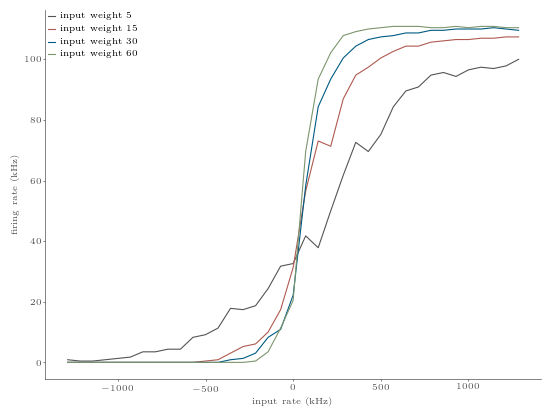 input weight 5
input weight 15
input weight 30
input weight 60
100
80
60
40
20
0
firing rate (kHz)
−1000
−500
0
500
1000
input rate (kHz)